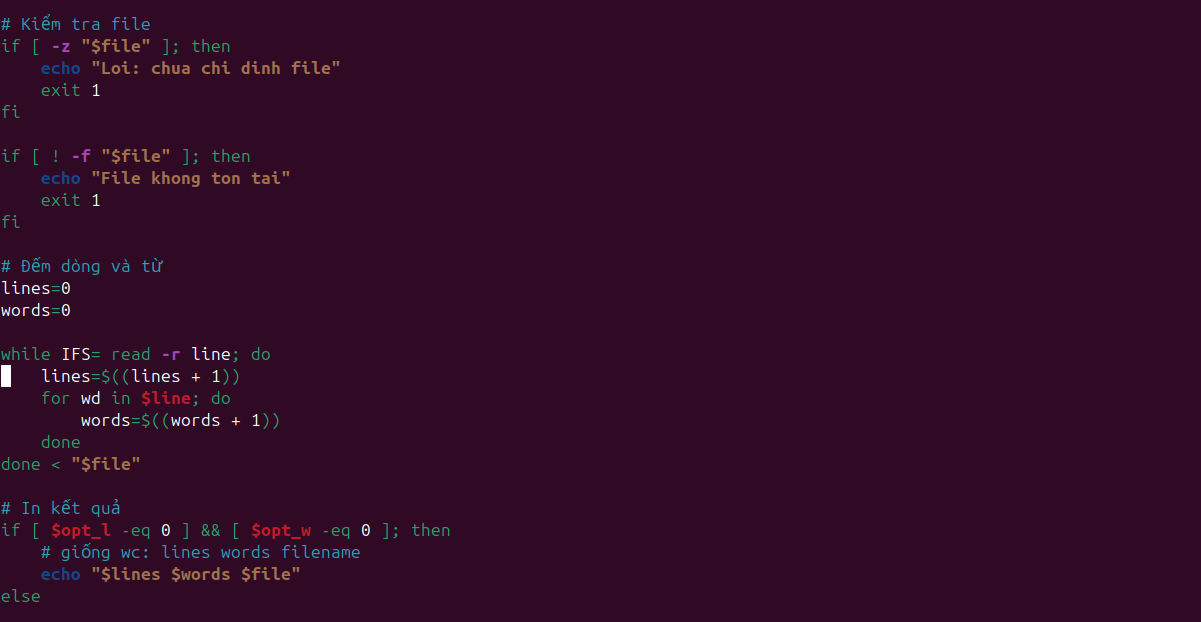 # Kiểm tra file
if [ -z "$file" ]; then
    echo "Loi: chua chi dinh file"
    exit 1
fi

if [ ! -f "$file" ]; then
    echo "File khong ton tai"
    exit 1
fi

# Đếm dòng và từ
lines=0
words=0

while IFS= read -r line; do
    lines=$((lines + 1))
    for wd in $line; do
        words=$((words + 1))
    done
done < "$file"

# In kết quả
if [ $opt_l -eq 0 ] && [ $opt_w -eq 0 ]; then
    # giống wc: lines words filename
    echo "$lines $words $file"
else